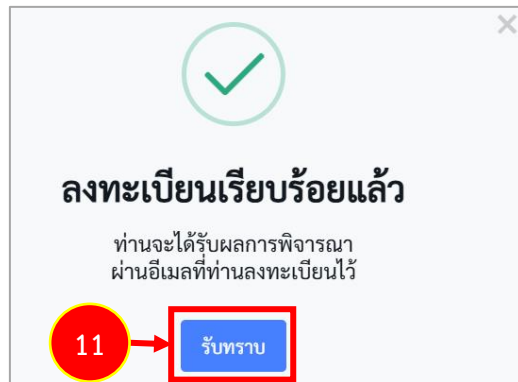 ลงทะเบียนเรียบร้อยแล้ว
ท่านจะได้รับผลการพิจารณา
ผ่านอีเมลที่ท่านลงทะเบียนไว้
11
รับทราบ